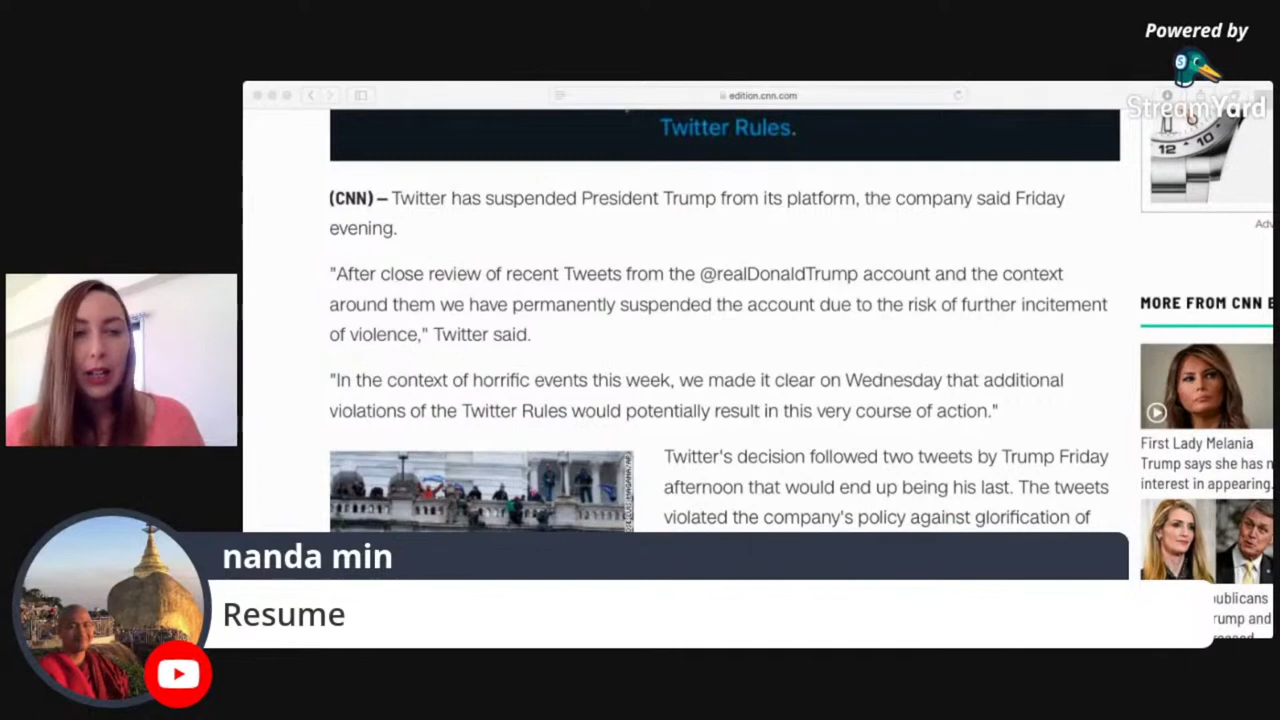 Powered by
StreamYard
edition.cnn.com
Twitter Rules.
12
10
(CNN) — Twitter has suspended President Trump from its platform, the company said Friday
evening.
"After close review of recent Tweets from the @realDonaldTrump account and the context
around them we have permanently suspended the account due to the risk of further incitement
of violence," Twitter said.
"In the context of horrific events this week, we made it clear on Wednesday that additional
violations of the Twitter Rules would potentially result in this very course of action."
Twitter's decision followed two tweets by Trump Friday
afternoon that would end up being his last. The tweets
violated the company's policy against glorification of
MORE FROM CNN
First Lady Melania
Trump says she has
interest in appearing
ublicans
rump and
nanda min
Resume